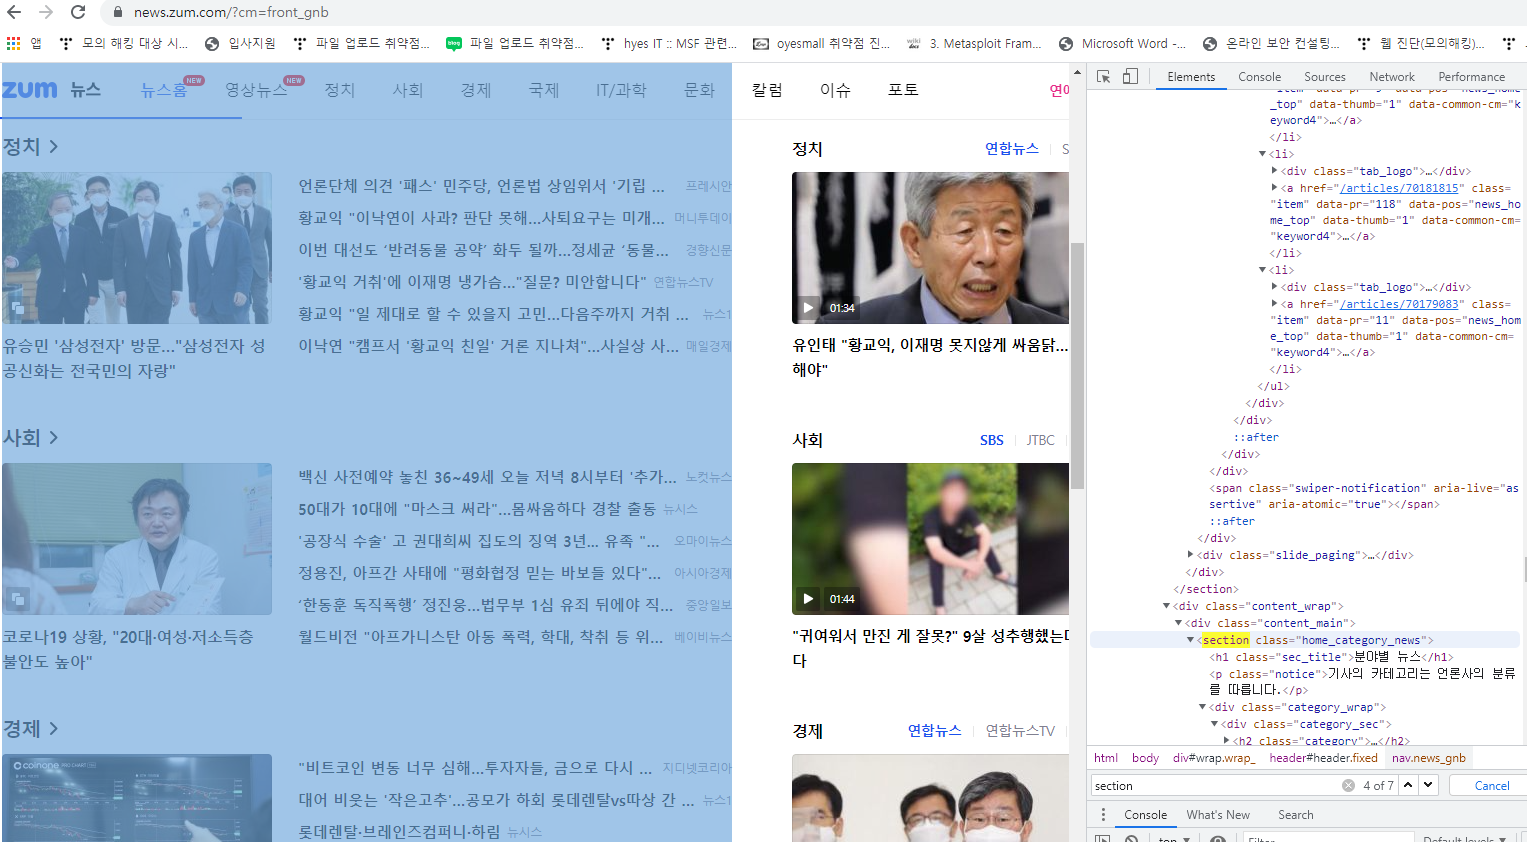 news.zum.com/?cm=front_gnb
앱 모의 해킹 대상 시... 입사지원 파일 업로드 취약점... 파일 업로드 취약점... hyes IT :: MSF 관련... oyesmall 취약점 진... 3. Metasploit Fram... Microsoft Word -... 온라인 보안 컨설팅... 웹 진단(모의해킹)...
zum 뉴스 뉴스홈 NEW 영상뉴스 NEW 정치 사회 경제 국제 IT/과학 문화 칼럼 이슈 포토
정치 >
언론단체 의견 '패스' 민주당, 언론법 상임위서 '기립 ... 프레시안
황교익 "이낙연이 사과? 판단 못해...사퇴요구는 미개... 머니투데이
이번 대선도 ‘반려동물 공약’ 화두 될까...정세균 ‘동물... 경향신문
'황교익 거취'에 이재명 냉가슴..."질문? 미안합니다" 연합뉴스TV
황교익 "일 제대로 할 수 있을지 고민...다음주까지 거취 ... 뉴스1
이낙연 "캠프서 '황교익 친일' 거론 지나쳐"...사실상 사... 매일경제
유승민 '삼성전자' 방문..."삼성전자 성
공신화는 전국민의 자랑"
정치 연합뉴스 S
01:34
유인태 "황교익, 이재명 못지않게 싸움닭...
해야"
사회 >
백신 사전예약 놓친 36~49세 오늘 저녁 8시부터 '추가... 노컷뉴스
50대가 10대에 "마스크 써라"...몸싸움하다 경찰 출동 뉴시스
'공장식 수술' 고 권대희씨 집도의 징역 3년... 유족 "... 오마이뉴스
정용진, 아프간 사태에 "평화협정 믿는 바보들 있다"... 아시아경제
‘한동훈 독직폭행’ 정진웅...법무부 1심 유죄 뒤에야 직... 중앙일보
월드비전 "아프가니스탄 아동 폭력, 학대, 착취 등 위... 베이비뉴스
코로나19 상황, "20대·여성·저소득층
불안도 높아"
사회 SBS JTBC
01:44
"귀여워서 만진 게 잘못?" 9살 성추행했는데
다
경제 >
coinone
"비트코인 변동 너무 심해...투자자들, 금으로 다시 ... 지디넷코리아
대어 비웃는 '작은고추'...공모가 하회 롯데렌탈vs따상 간 ... 뉴스1
롯데렌탈·브레인즈컴퍼니·하림 뉴시스
경제 연합뉴스 연합뉴스TV
Elements Console Sources Network Performance
item" data-pr="9" data-pos="news_home
_top" data-thumb="1" data-common-cm="k
eyword4">…</a>
</li>
<li>
<div class="tab_logo">…</div>
<a href="/articles/70181815" class=
"item" data-pr="118" data-pos="news_ho
me_top" data-thumb="1" data-common-cm=
"keyword4">…</a>
</li>
<li>
<div class="tab_logo">…</div>
<a href="/articles/70179083" class=
"item" data-pr="11" data-pos="news_hom
e_top" data-thumb="1" data-common-cm=
"keyword4">…</a>
</li>
</ul>
</div>
</div>
::after
</div>
</div>
<span class="swiper-notification" aria-live="as
sertive" aria-atomic="true"></span>
::after
</div>
<div class="slide_paging">…</div>
</div>
</section>
<div class="content_wrap">
<div class="content_main">
<section class="home_category_news">
<h1 class="sec_title">분야별 뉴스</h1>
<p class="notice">기사의 카테고리는 언론사의 분류
를 따릅니다.</p>
<div class="category_wrap">
<div class="category_sec">
<h2 class="category">…</h2>
html body div#wrap.wrap_ header#header.fixed nav.news_gnb
section 4 of 7 Cancel
Console What's New Search
top Filter Default levels